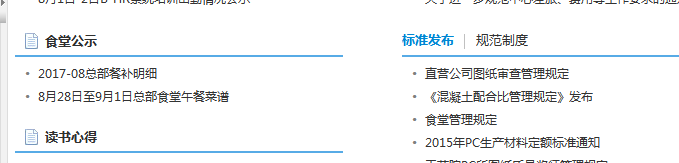 食堂公示
2017-08总部餐补明细
8月28日至9月1日总部食堂午餐菜谱
读书心得
标准发布 | 规范制度
直营公司图纸审查管理规定
《混凝土配合比管理规定》发布
食堂管理规定
2015年PC生产材料定额标准通知